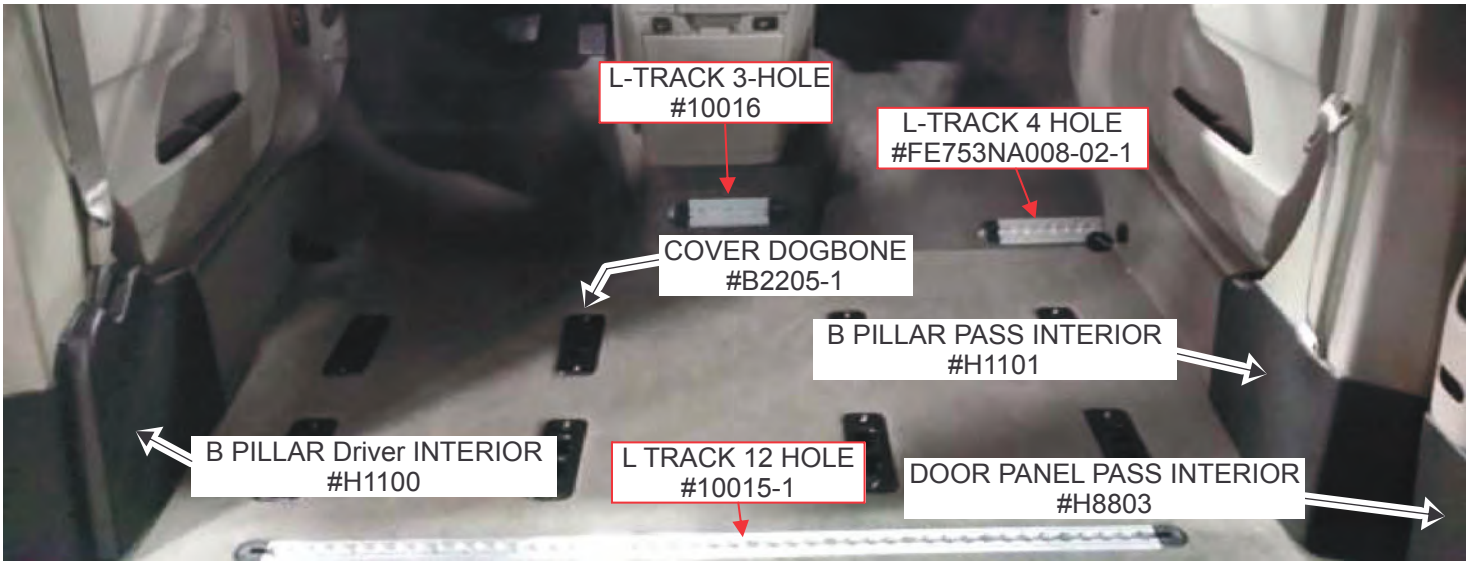 L-TRACK 3-HOLE
#10016
L-TRACK 4 HOLE
#FE753NA008-02-1
COVER DOGBONE
#B2205-1
B PILLAR PASS INTERIOR
#H1101
B PILLAR Driver INTERIOR
#H1100
L TRACK 12 HOLE
#10015-1
DOOR PANEL PASS INTERIOR
#H8803